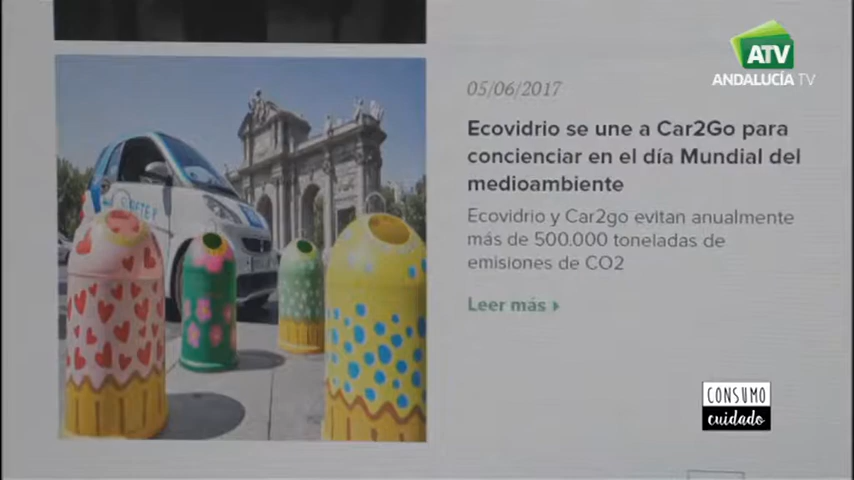 ATV
ANDALUCÍA TV
05/06/2017
Ecovidrio se une a Car2Go para
concienciar en el día Mundial del
medioambiente
Ecovidrio y Car2go evitan anualmente
más de 500.000 toneladas de
emisiones de CO2
Leer más
CONSUMO
cuidado